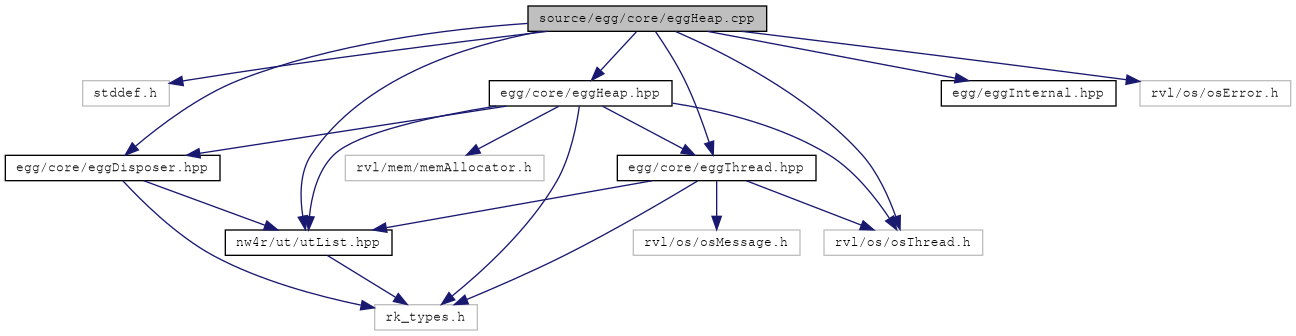 source/egg/core/eggHeap.cpp
stddef.h
egg/core/eggHeap.hpp
egg/eggInternal.hpp
rvl/os/osError.h
egg/core/eggDisposer.hpp
rvl/mem/memAllocator.h
egg/core/eggThread.hpp
nw4r/ut/utList.hpp
rvl/os/osMessage.h
rvl/os/osThread.h
rk_types.h